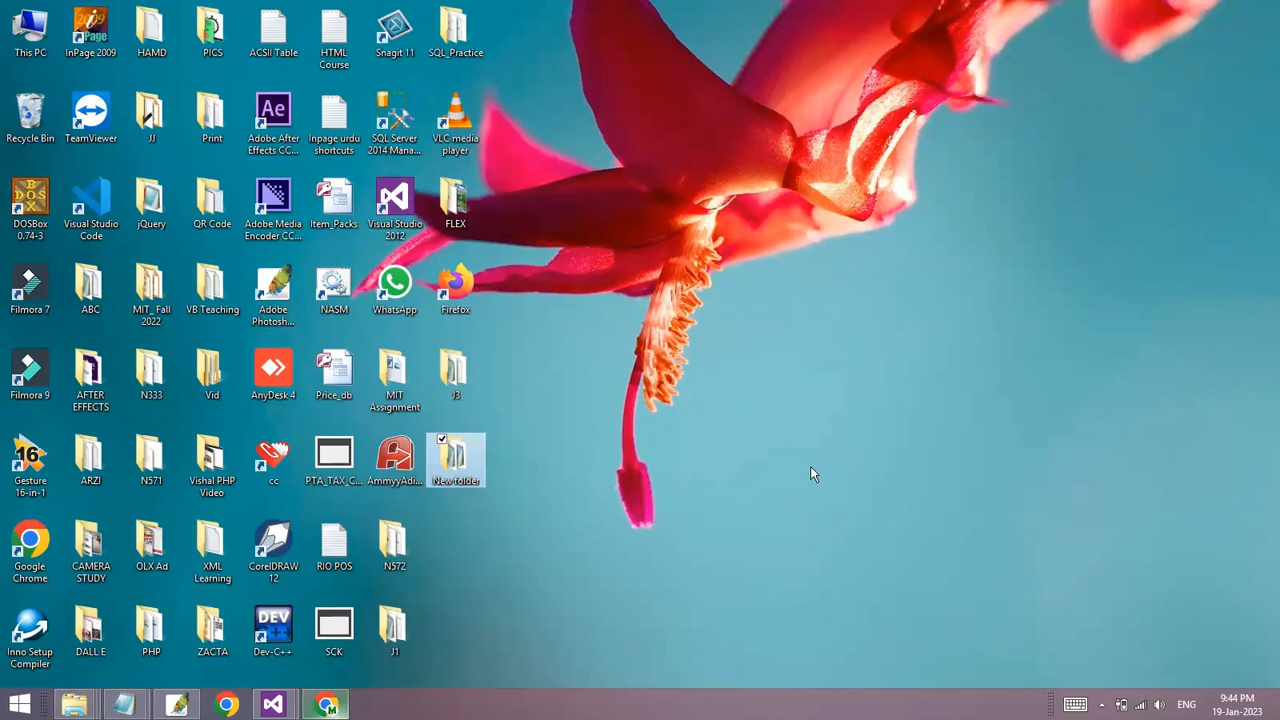 This PC
InPage 2009
HAMD
PICS
ACSII Table
HTML
Course
Snagit 11
SQL_Practice
Recycle Bin
TeamViewer
JJ
Print
Ae
Adobe After
Effects CC...
Inpage urdu
shortcuts
SQL Server
2014 Mana...
VLC media
player
DOSBox
0.74-3
Visual Studio
Code
jQuery
QR Code
Adobe Media
Encoder CC...
Item_Packs
Visual Studio
2012
FLEX
Filmora 7
ABC
MIT_ Fall
2022
VB Teaching
Adobe
Photosh...
NASM
WhatsApp
Firefox
Filmora 9
AFTER
EFFECTS
N333
Vid
AnyDesk 4
Price_db
MIT
Assignment
J3
16
Gesture
16-in-1
ARZI
N571
Vishal PHP
Video
cc
PTA_TAX_C...
AmmyyAdi...
New folder
Google
Chrome
CAMERA
STUDY
OLX Ad
XML
Learning
CorelDRAW
12
RIO POS
N572
Inno Setup
Compiler
DALL E
PHP
ZACTA
DEV
Dev-C++
SCK
J1
ENG
9:44 PM
19-Jan-2023